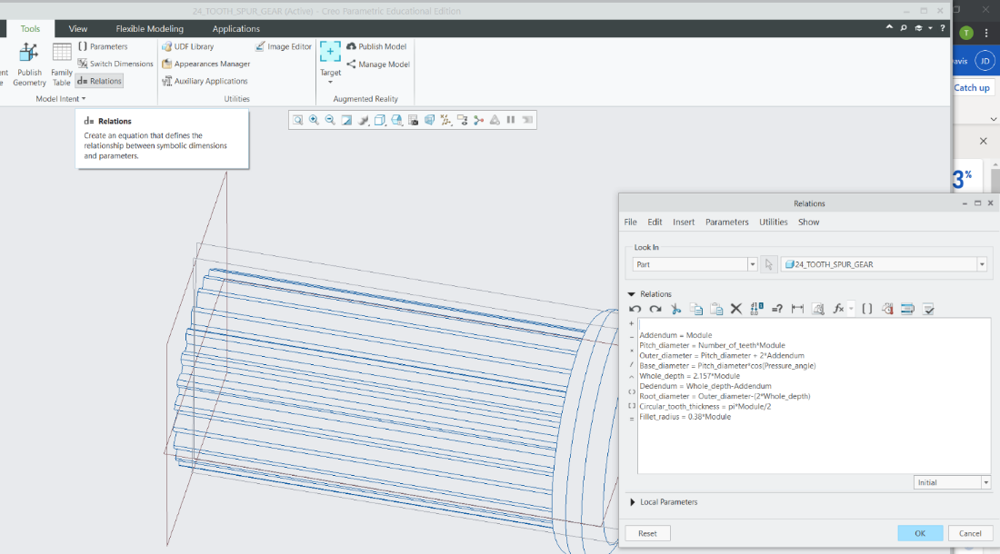 24_TOOTH_SPUR_GEAR (Active) - Creo Parametric Educational Edition
Tools View Flexible Modeling Applications
?
T
Publish Geometry
Family Table
Parameters
Switch Dimensions
d= Relations
Model Intent
UDF Library
Appearances Manager
Auxiliary Applications
Image Editor
Utilities
Target
Publish Model
Manage Model
Augmented Reality
avis JD
Catch up
3%
d= Relations
Create an equation that defines the
relationship between symbolic dimensions
and parameters.
Relations
File Edit Insert Parameters Utilities Show
Look In
Part
24_TOOTH_SPUR_GEAR
Relations
Addendum = Module
Pitch_diameter = Number_of_teeth*Module
Outer_diameter = Pitch_diameter + 2*Addendum
Base_diameter = Pitch_diameter*cos(Pressure_angle)
Whole_depth = 2.157*Module
Dedendum = Whole_depth-Addendum
Root_diameter = Outer_diameter-(2*Whole_depth)
Circular_tooth_thickness = pi*Module/2
Fillet_radius = 0.38*Module
Initial
Local Parameters
Reset OK Cancel